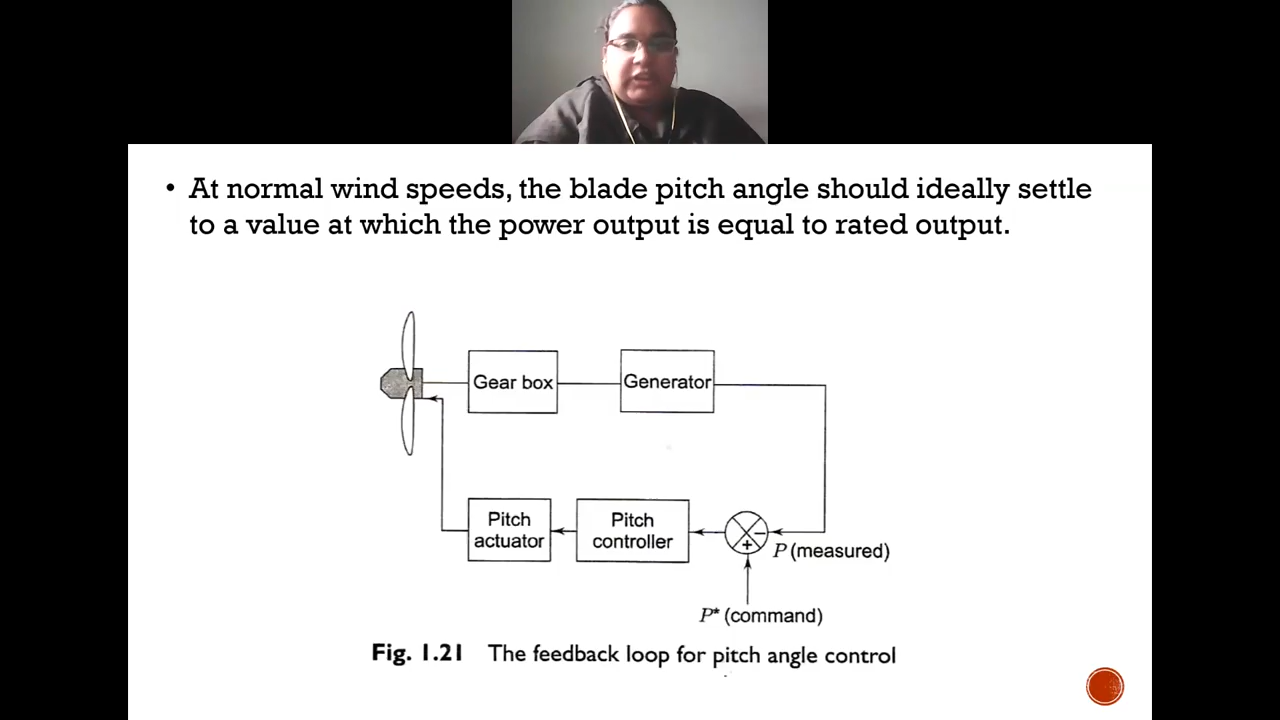 • At normal wind speeds, the blade pitch angle should ideally settle
to a value at which the power output is equal to rated output.
Gear box
Generator
Pitch
actuator
Pitch
controller
−
+
P (measured)
P* (command)
Fig. 1.21 The feedback loop for pitch angle control